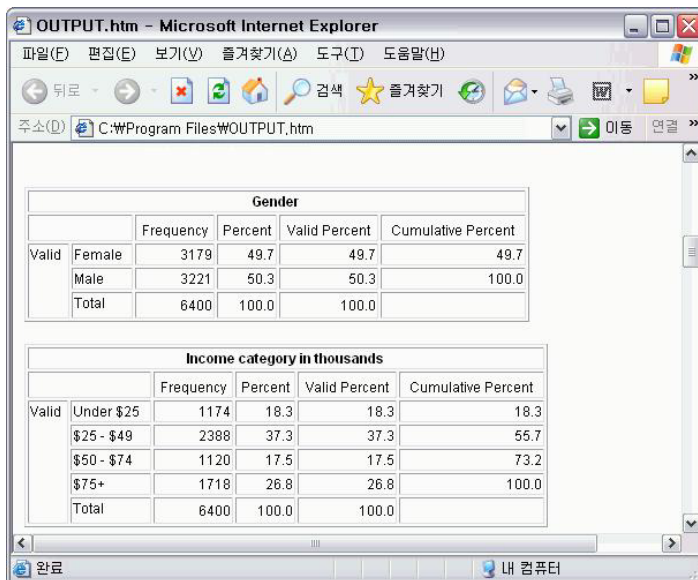 OUTPUT.htm - Microsoft Internet Explorer
파일(F) 편집(E) 보기(V) 즐겨찾기(A) 도구(T) 도움말(H)
뒤로 검색 즐겨찾기
주소(D) C:₩Program Files₩OUTPUT.htm 이동 연결 »
Gender
Frequency Percent Valid Percent Cumulative Percent
Valid Female 3179 49.7 49.7 49.7
Male 3221 50.3 50.3 100.0
Total 6400 100.0 100.0
Income category in thousands
Frequency Percent Valid Percent Cumulative Percent
Valid Under $25 1174 18.3 18.3 18.3
$25 - $49 2388 37.3 37.3 55.7
$50 - $74 1120 17.5 17.5 73.2
$75+ 1718 26.8 26.8 100.0
Total 6400 100.0 100.0
완료 내 컴퓨터